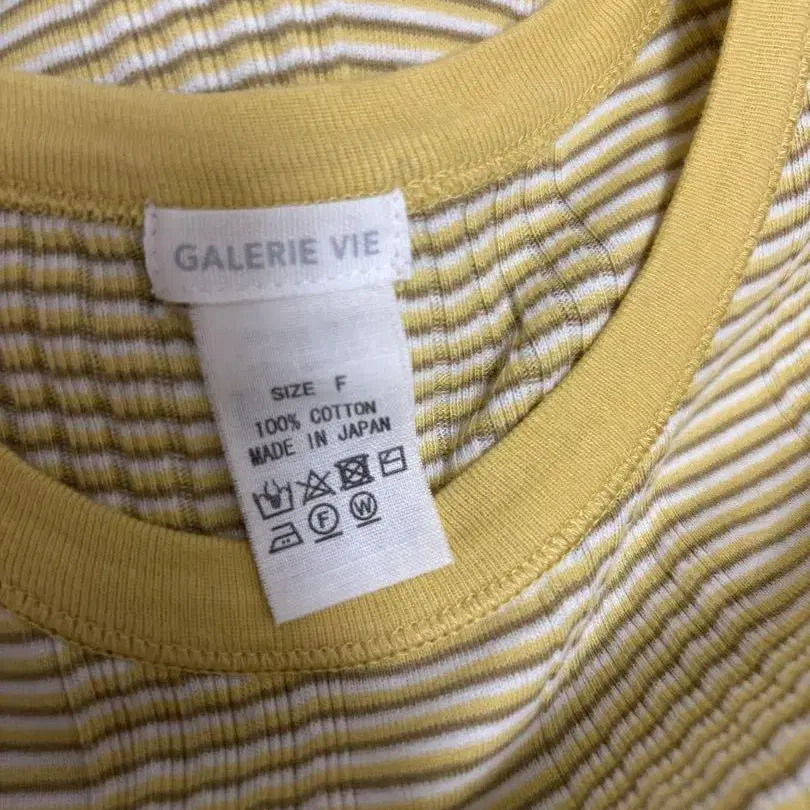 GALERIE VIE
SIZE F
100% COTTON
MADE IN JAPAN
F W